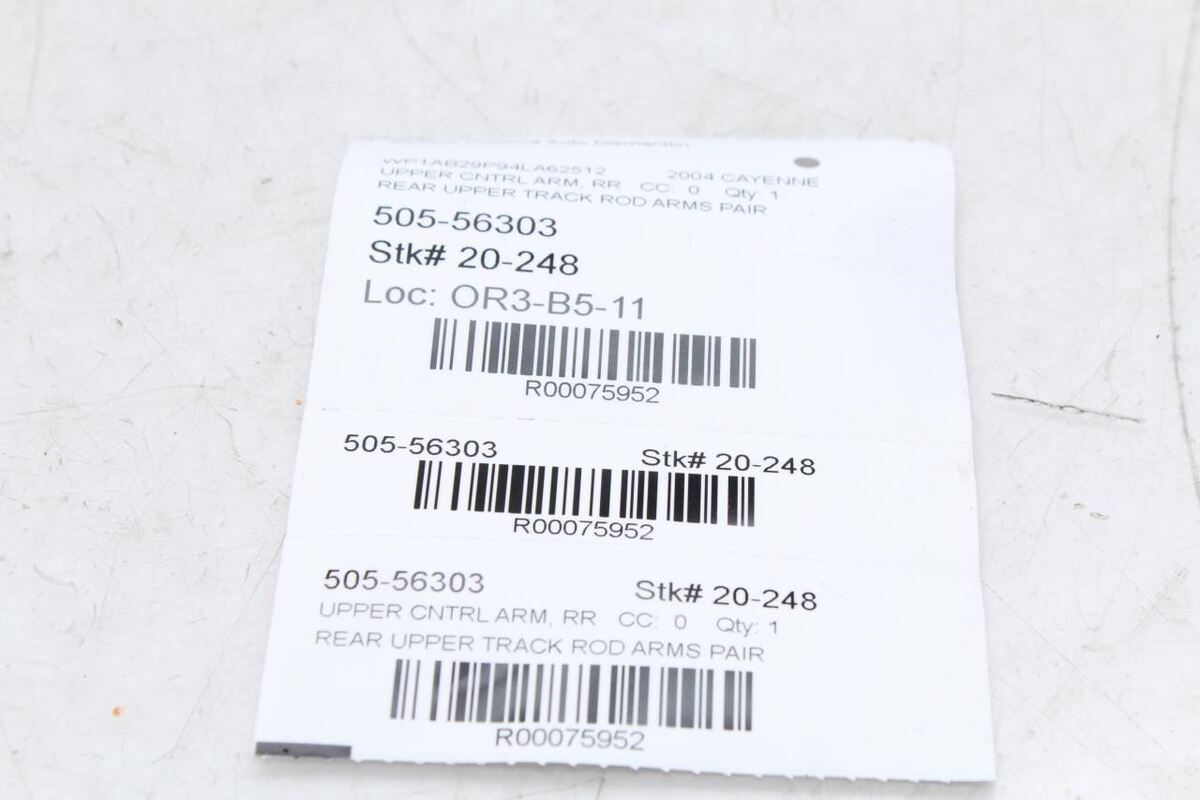 Auto Dismantlin
WP1AB29P94LA62512 2004 CAYENNE
UPPER CNTRL ARM, RR CC: 0 Qty: 1
REAR UPPER TRACK ROD ARMS PAIR
505-56303
Stk# 20-248
Loc: OR3-B5-11
R00075952
505-56303 Stk# 20-248
R00075952
505-56303 Stk# 20-248
UPPER CNTRL ARM, RR CC: 0 Qty: 1
REAR UPPER TRACK ROD ARMS PAIR
R00075952